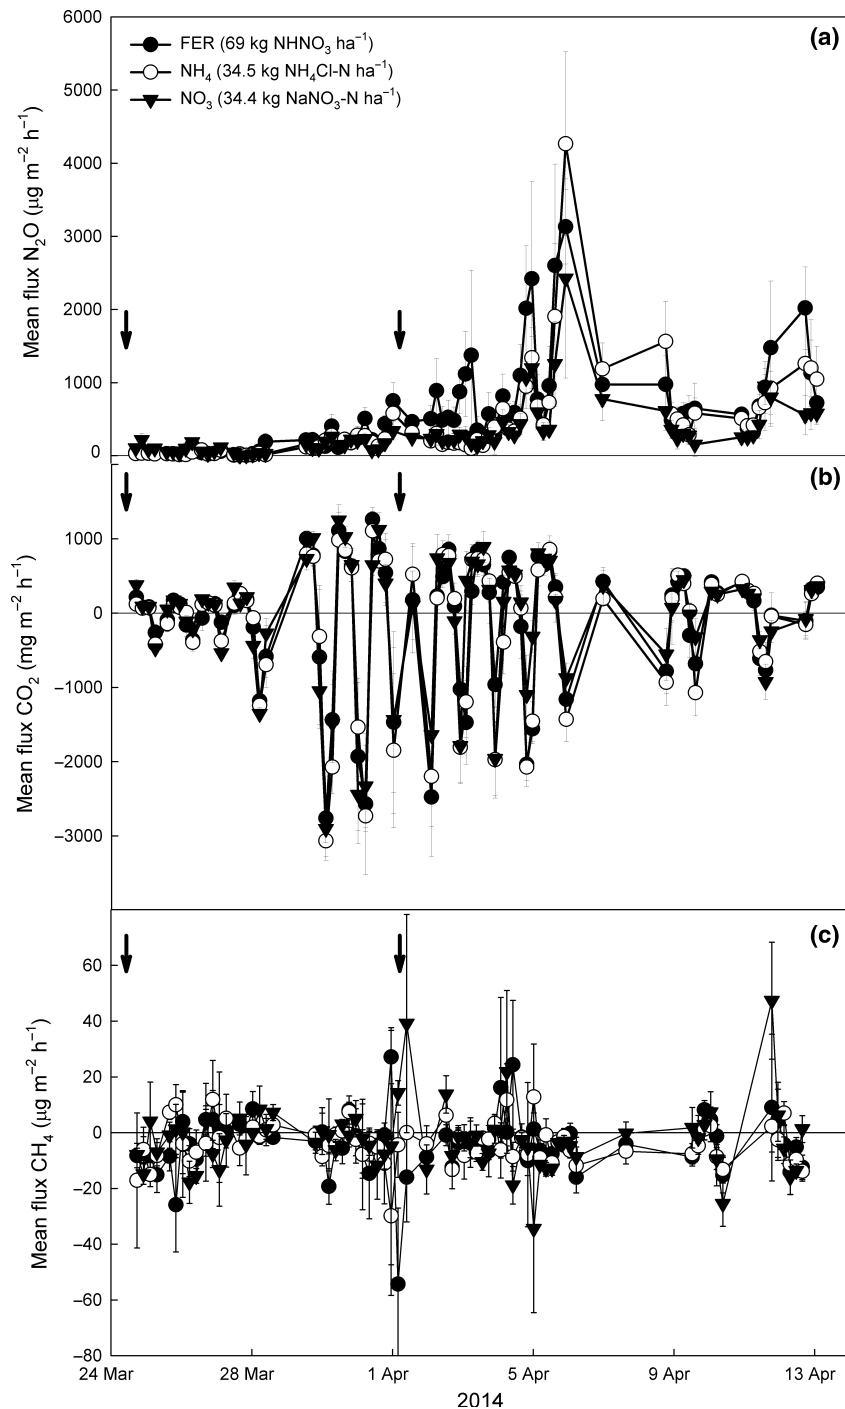 6000
(a)
FER (69 kg NHNO₃ ha⁻¹)
NH₄ (34.5 kg NH₄Cl-N ha⁻¹)
NO₃ (34.4 kg NaNO₃-N ha⁻¹)
5000
4000
3000
2000
1000
0
Mean flux N₂O (µg m⁻² h⁻¹)
(b)
1000
0
−1000
−2000
−3000
Mean flux CO₂ (mg m⁻² h⁻¹)
(c)
60
40
20
0
−20
−40
−60
−80
Mean flux CH₄ (µg m⁻² h⁻¹)
24 Mar 28 Mar 1 Apr 5 Apr 9 Apr 13 Apr
2014